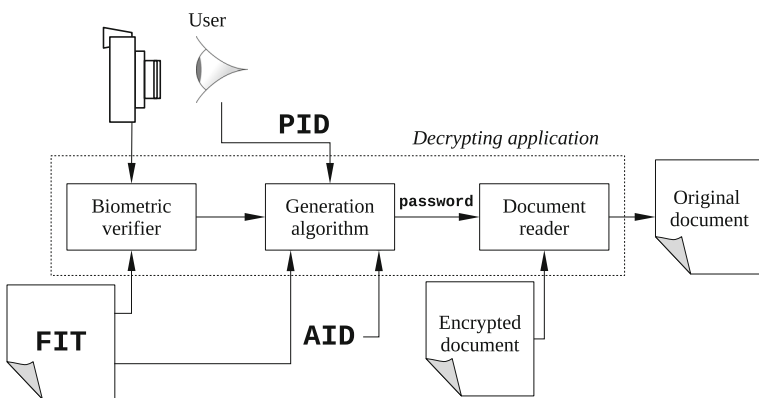 User
PID
Decrypting application
Biometric
verifier
Generation
algorithm
password
Document
reader
Original
document
FIT
AID
Encrypted
document